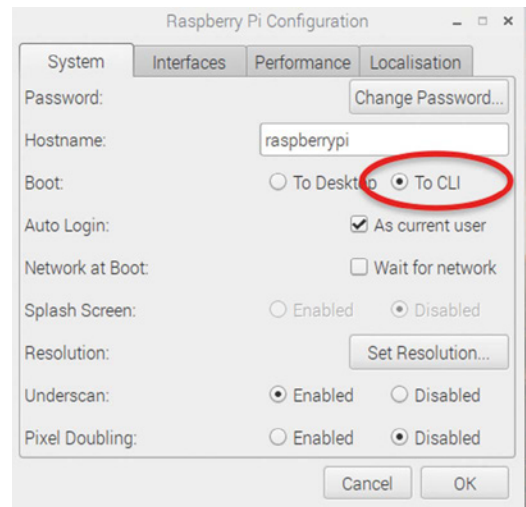 Raspberry Pi Configuration
System Interfaces Performance Localisation
Password: Change Password...
Hostname: raspberrypi
Boot: To Desktop To CLI
Auto Login: As current user
Network at Boot: Wait for network
Splash Screen: Enabled Disabled
Resolution: Set Resolution...
Underscan: Enabled Disabled
Pixel Doubling: Enabled Disabled
Cancel OK